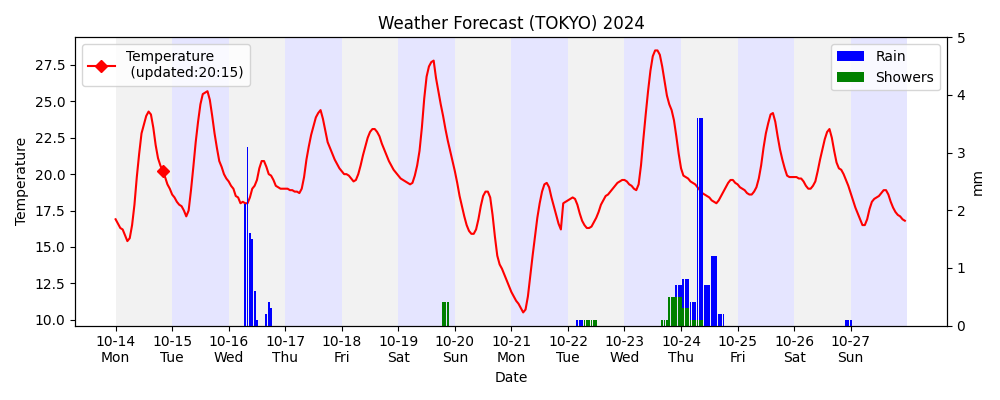 Weather Forecast (TOKYO) 2024
Temperature
(updated:20:15)
Rain
Showers
Temperature
27.5
25.0
22.5
20.0
17.5
15.0
12.5
10.0
5
4
3
2
1
0
mm
10-14 10-15 10-16 10-17 10-18 10-19 10-20 10-21 10-22 10-23 10-24 10-25 10-26 10-27
Mon Tue Wed Thu Fri Sat Sun Mon Tue Wed Thu Fri Sat Sun
Date